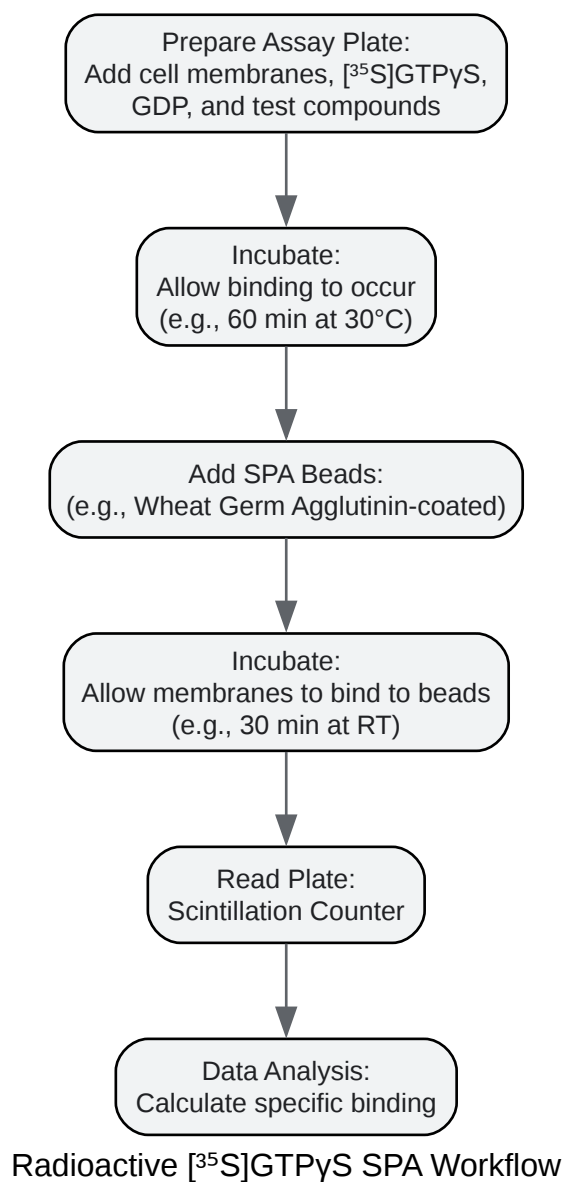 Prepare Assay Plate:
Add cell membranes, [³⁵S]GTPγS,
GDP, and test compounds
Incubate:
Allow binding to occur
(e.g., 60 min at 30°C)
Add SPA Beads:
(e.g., Wheat Germ Agglutinin-coated)
Incubate:
Allow membranes to bind to beads
(e.g., 30 min at RT)
Read Plate:
Scintillation Counter
Data Analysis:
Calculate specific binding
Radioactive [³⁵S]GTPγS SPA Workflow